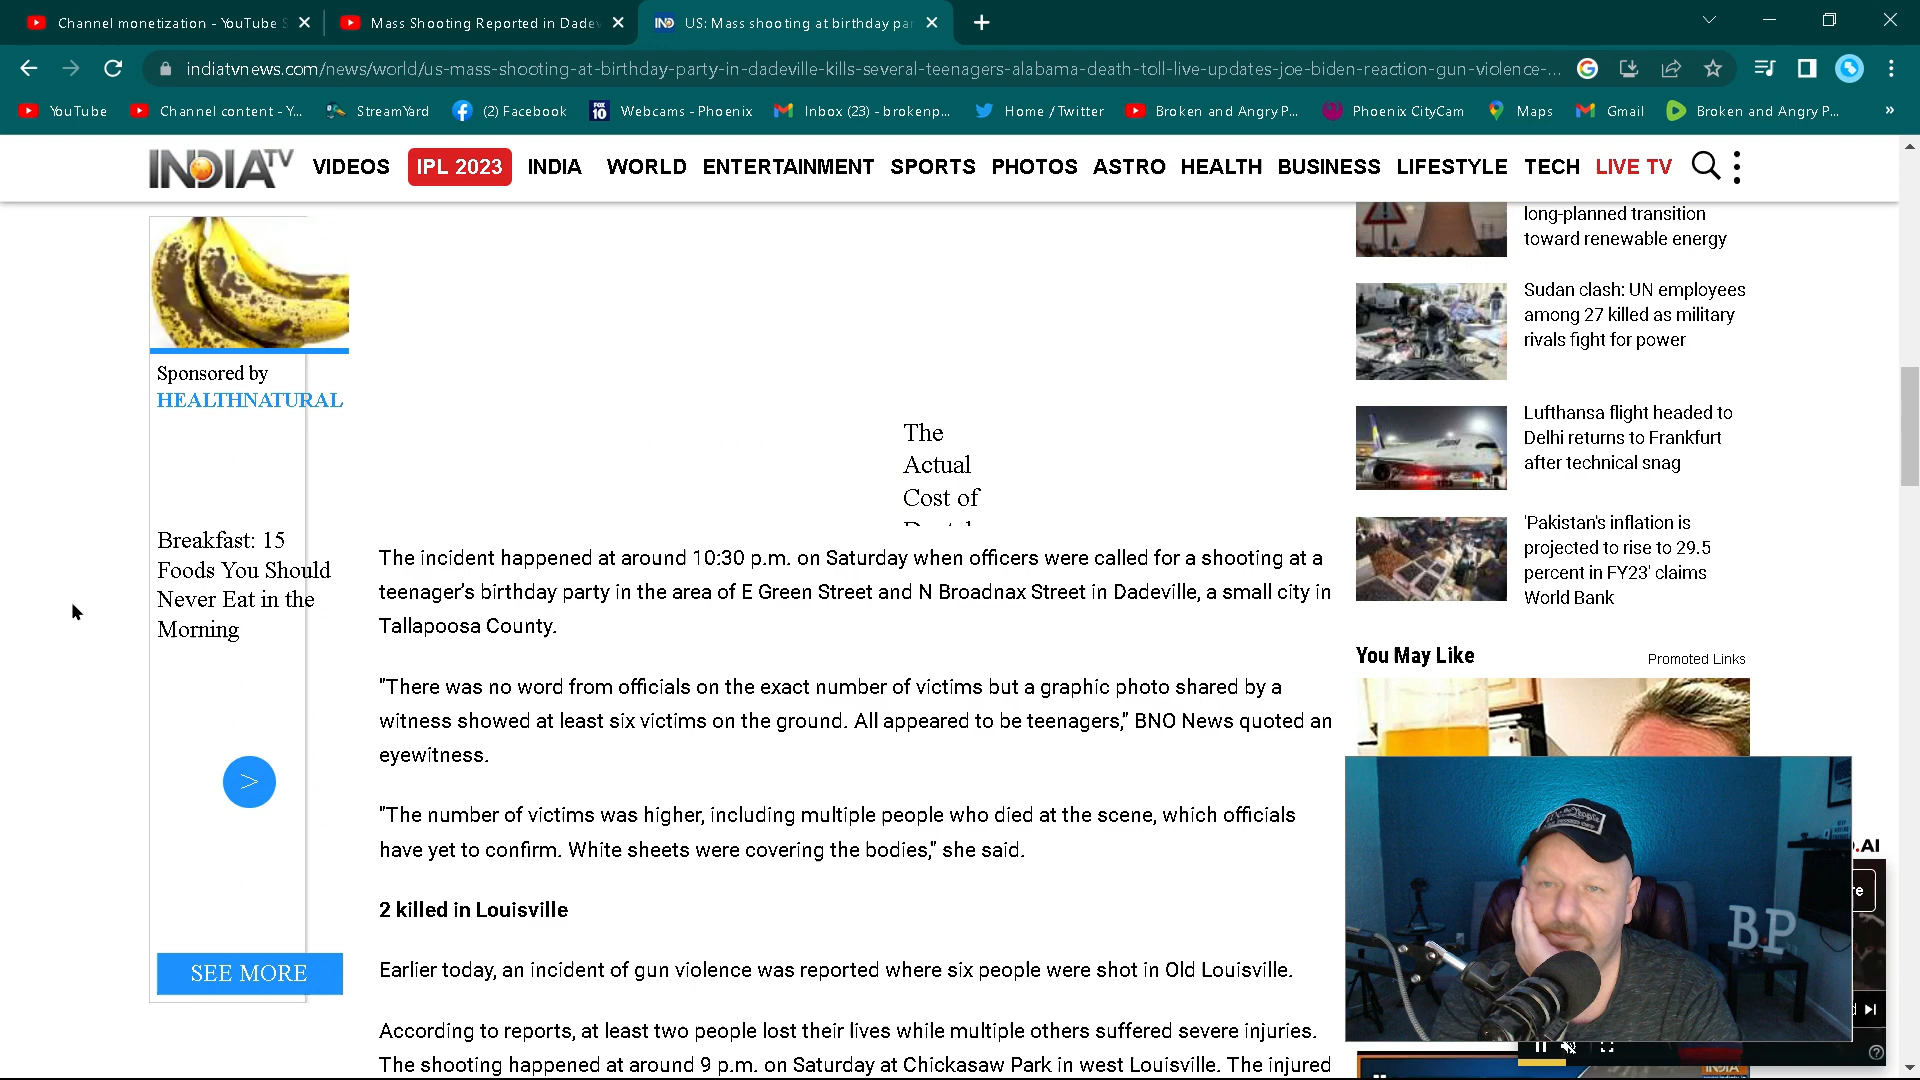 Channel monetization - YouTube S
Mass Shooting Reported in Dadev
IND US: Mass shooting at birthday par
indiatvnews.com/news/world/us-mass-shooting-at-birthday-party-in-dadeville-kills-several-teenagers-alabama-death-toll-live-updates-joe-biden-reaction-gun-violence-...
YouTube
Channel content - Y...
StreamYard
(2) Facebook
FOX 10
Webcams - Phoenix
Inbox (23) - brokenp...
Home / Twitter
Broken and Angry P...
Phoenix CityCam
Maps
Gmail
Broken and Angry P...
»
INDIA TV VIDEOS IPL 2023 INDIA WORLD ENTERTAINMENT SPORTS PHOTOS ASTRO HEALTH BUSINESS LIFESTYLE TECH LIVE TV
Sponsored by
HEALTHNATURAL
Breakfast: 15
Foods You Should
Never Eat in the
Morning
>
SEE MORE
The
Actual
Cost of
The incident happened at around 10:30 p.m. on Saturday when officers were called for a shooting at a
teenager's birthday party in the area of E Green Street and N Broadnax Street in Dadeville, a small city in
Tallapoosa County.
"There was no word from officials on the exact number of victims but a graphic photo shared by a
witness showed at least six victims on the ground. All appeared to be teenagers," BNO News quoted an
eyewitness.
"The number of victims was higher, including multiple people who died at the scene, which officials
have yet to confirm. White sheets were covering the bodies," she said.
2 killed in Louisville
Earlier today, an incident of gun violence was reported where six people were shot in Old Louisville.
According to reports, at least two people lost their lives while multiple others suffered severe injuries.
The shooting happened at around 9 p.m. on Saturday at Chickasaw Park in west Louisville. The injured
long-planned transition
toward renewable energy
Sudan clash: UN employees
among 27 killed as military
rivals fight for power
Lufthansa flight headed to
Delhi returns to Frankfurt
after technical snag
'Pakistan's inflation is
projected to rise to 29.5
percent in FY23' claims
World Bank
You May Like
Promoted Links
.AI
re
BP
INDIA